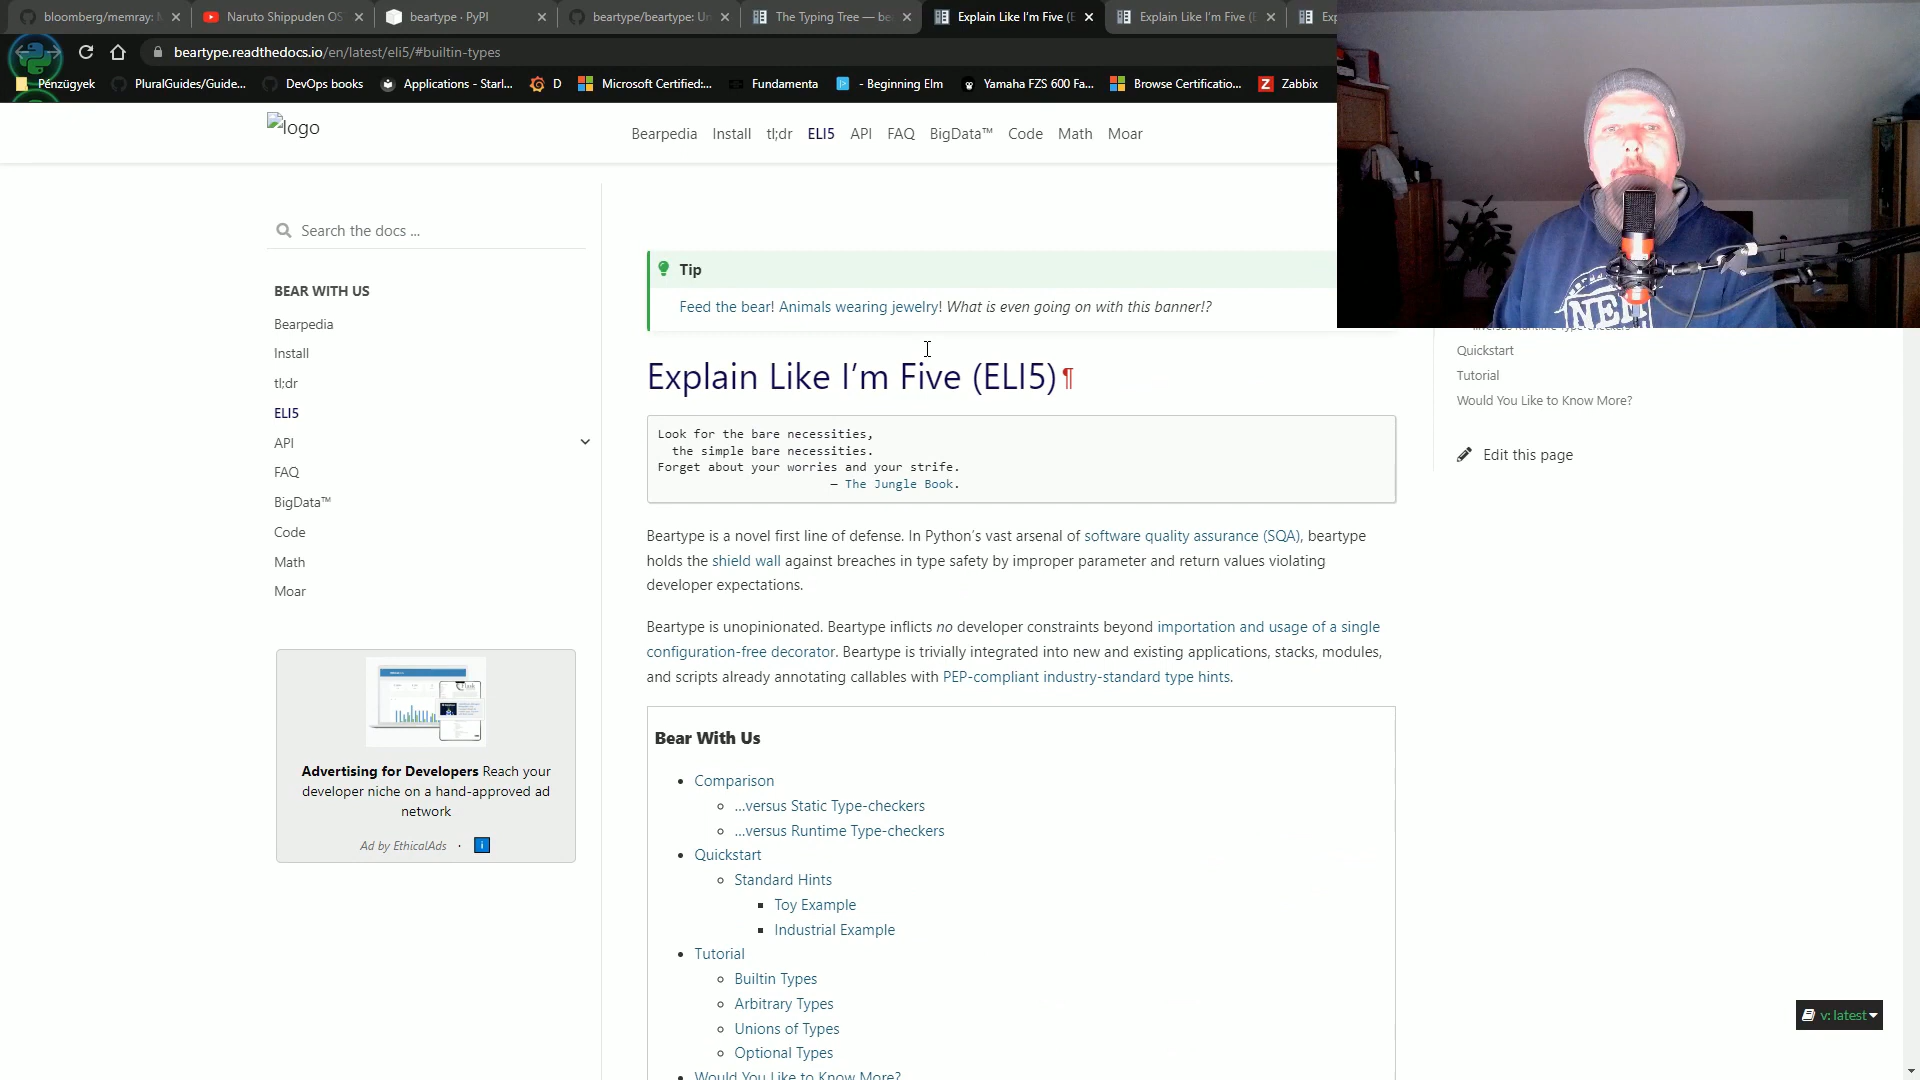 bloomberg/memray:
Naruto Shippuden OS
beartype · PyPI
beartype/beartype: Un
The Typing Tree — bea
Explain Like I'm Five (E
Explain Like I'm Five (E
Exp
beartype.readthedocs.io/en/latest/eli5/#builtin-types
Pénzügyek
PluralGuides/Guide...
DevOps books
Applications - Starl...
D
Microsoft Certified:...
Fundamenta
- Beginning Elm
Yamaha FZS 600 Fa...
Browse Certificatio...
Z Zabbix
logo
Bearpedia Install tl;dr ELI5 API FAQ BigData™ Code Math Moar
Search the docs ...
BEAR WITH US
Bearpedia
Install
tl;dr
ELI5
API
FAQ
BigData™
Code
Math
Moar
Advertising for Developers Reach your
developer niche on a hand-approved ad
network
Ad by EthicalAds · i
Tip
Feed the bear! Animals wearing jewelry! What is even going on with this banner!?
Explain Like I’m Five (ELI5)¶
Look for the bare necessities,
the simple bare necessities.
Forget about your worries and your strife.
— The Jungle Book.
Beartype is a novel first line of defense. In Python’s vast arsenal of software quality assurance (SQA), beartype
holds the shield wall against breaches in type safety by improper parameter and return values violating
developer expectations.
Beartype is unopinionated. Beartype inflicts no developer constraints beyond importation and usage of a single
configuration-free decorator. Beartype is trivially integrated into new and existing applications, stacks, modules,
and scripts already annotating callables with PEP-compliant industry-standard type hints.
Bear With Us
Comparison
…versus Static Type-checkers
…versus Runtime Type-checkers
Quickstart
Standard Hints
Toy Example
Industrial Example
Tutorial
Builtin Types
Arbitrary Types
Unions of Types
Optional Types
Would You Like to Know More?
…versus Runtime Type-checkers
Quickstart
Tutorial
Would You Like to Know More?
Edit this page
v: latest